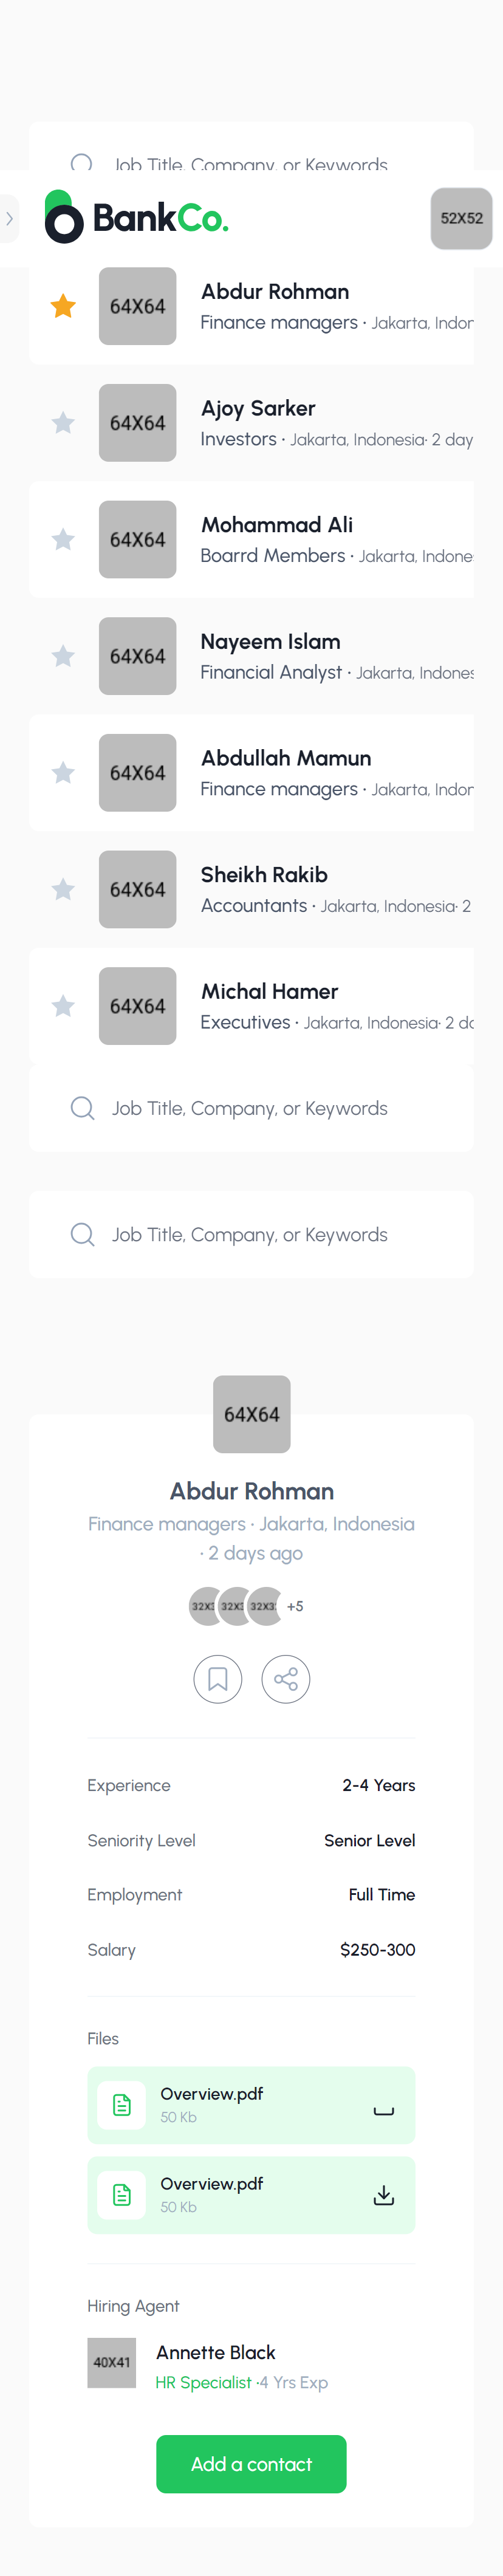 Job Title, Company, or Keywords
BankCo.
52X52
64X64
Abdur Rohman
Finance managers · Jakarta, Indon
64X64
Ajoy Sarker
Investors · Jakarta, Indonesia· 2 day
64X64
Mohammad Ali
Boarrd Members · Jakarta, Indone
64X64
Nayeem Islam
Financial Analyst · Jakarta, Indones
64X64
Abdullah Mamun
Finance managers · Jakarta, Indon
64X64
Sheikh Rakib
Accountants · Jakarta, Indonesia· 2
64X64
Michal Hamer
Executives · Jakarta, Indonesia· 2 da
Job Title, Company, or Keywords
Job Title, Company, or Keywords
64X64
Abdur Rohman
Finance managers · Jakarta, Indonesia
· 2 days ago
32X3 32X3 32X3 +5
Experience 2-4 Years
Seniority Level Senior Level
Employment Full Time
Salary $250-300
Files
Overview.pdf
50 Kb
Overview.pdf
50 Kb
Hiring Agent
40X41
Annette Black
HR Specialist ·4 Yrs Exp
Add a contact